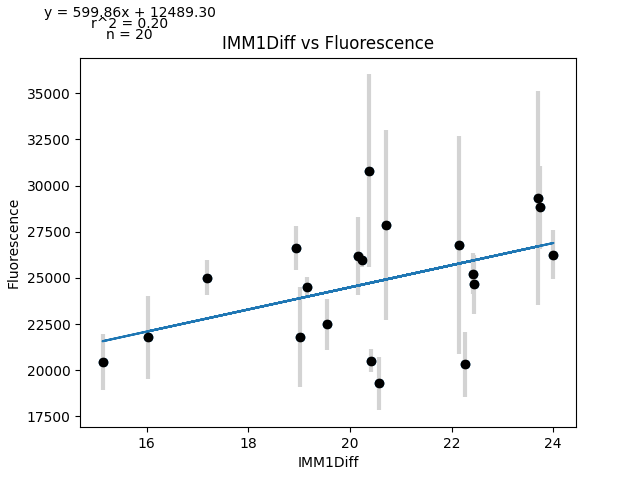 y = 599.86x + 12489.30
r^2 = 0.20
n = 20
IMM1Diff vs Fluorescence
Fluorescence
35000
32500
30000
27500
25000
22500
20000
17500
16 18 20 22 24
IMM1Diff